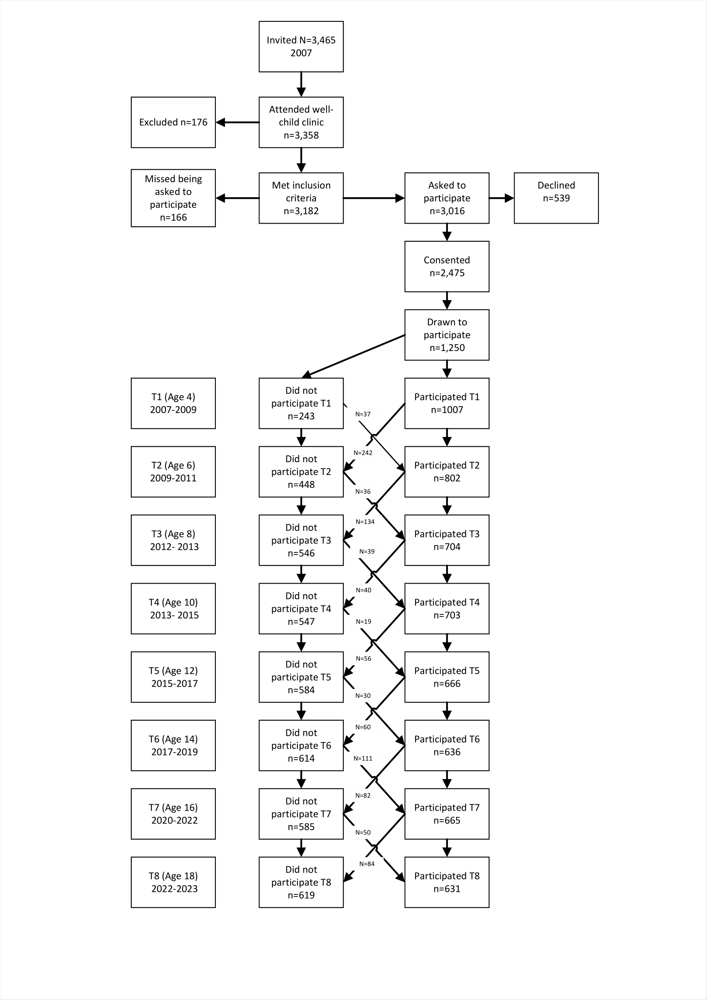 Invited N=3,465
2007
Excluded n=176
Attended well-
child clinic
n=3,358
Missed being
asked to
participate
n=166
Met inclusion
criteria
n=3,182
Asked to
participate
n=3,016
Declined
n=539
Consented
n=2,475
Drawn to
participate
n=1,250
T1 (Age 4)
2007-2009
Did not
participate T1
n=243
Participated T1
n=1007
N=37
N=242
T2 (Age 6)
2009-2011
Did not
participate T2
n=448
Participated T2
n=802
N=36
N=134
T3 (Age 8)
2012- 2013
Did not
participate T3
n=546
Participated T3
n=704
N=39
N=40
T4 (Age 10)
2013- 2015
Did not
participate T4
n=547
Participated T4
n=703
N=19
N=56
T5 (Age 12)
2015-2017
Did not
participate T5
n=584
Participated T5
n=666
N=30
N=60
T6 (Age 14)
2017-2019
Did not
participate T6
n=614
Participated T6
n=636
N=111
N=82
T7 (Age 16)
2020-2022
Did not
participate T7
n=585
Participated T7
n=665
N=50
N=84
T8 (Age 18)
2022-2023
Did not
participate T8
n=619
Participated T8
n=631